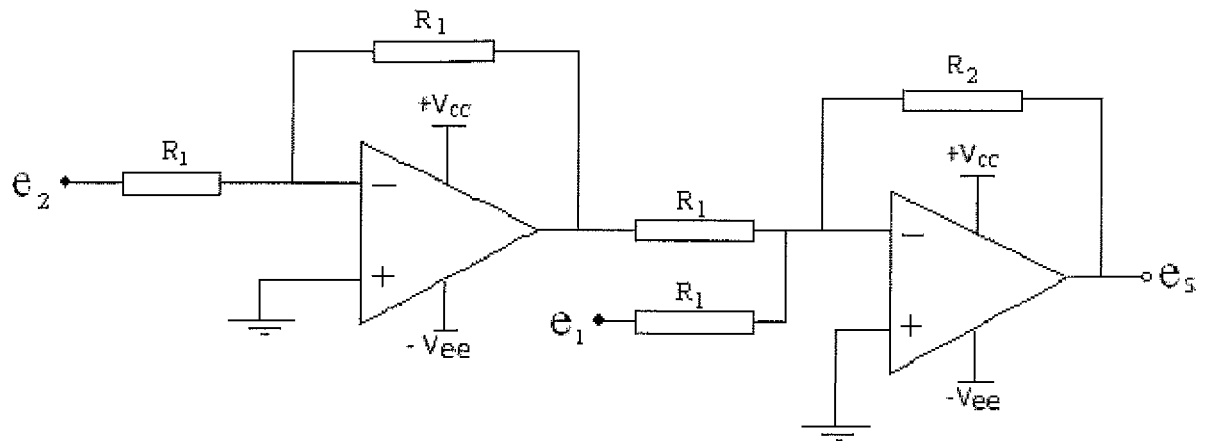 R₁
R₂
+Vcc
R₁
+Vcc
e₂
−
R₁
−
+
R₁
eₛ
e₁
+
-Vee
-Vee